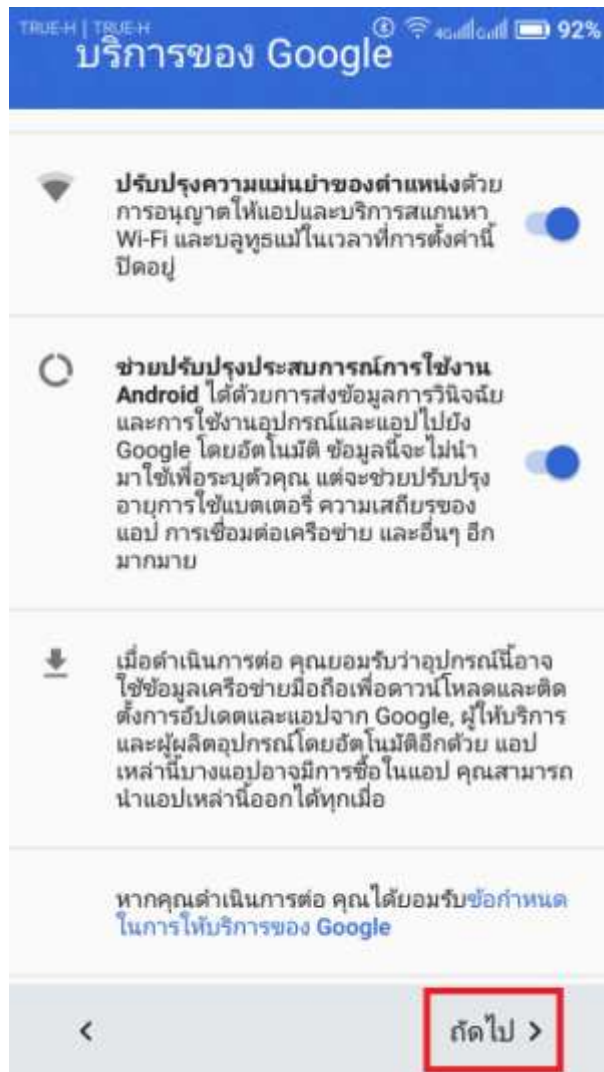 TRUE-H | TRUE-H 92%
บริการของ Google
ปรับปรุงความแม่นยำของตำแหน่งด้วย
การอนุญาตให้แอปและบริการสแกนหา
Wi-Fi และบลูทูธแม้ในเวลาที่การตั้งค่านี้
ปิดอยู่
ช่วยปรับปรุงประสบการณ์การใช้งาน
Android ได้ด้วยการส่งข้อมูลการวินิจฉัย
และการใช้งานอุปกรณ์และแอปไปยัง
Google โดยอัตโนมัติ ข้อมูลนี้จะไม่นำ
มาใช้เพื่อระบุตัวคุณ แต่จะช่วยปรับปรุง
อายุการใช้แบตเตอรี่ ความเสถียรของ
แอป การเชื่อมต่อเครือข่าย และอื่นๆ อีก
มากมาย
เมื่อดำเนินการต่อ คุณยอมรับว่าอุปกรณ์นี้อาจ
ใช้ข้อมูลเครือข่ายมือถือเพื่อดาวน์โหลดและติด
ตั้งการอัปเดตและแอปจาก Google, ผู้ให้บริการ
และผู้ผลิตอุปกรณ์โดยอัตโนมัติอีกด้วย แอป
เหล่านี้บางแอปอาจมีการซื้อในแอป คุณสามารถ
นำแอปเหล่านี้ออกได้ทุกเมื่อ
หากคุณดำเนินการต่อ คุณได้ยอมรับข้อกำหนด
ในการให้บริการของ Google
ถัดไป